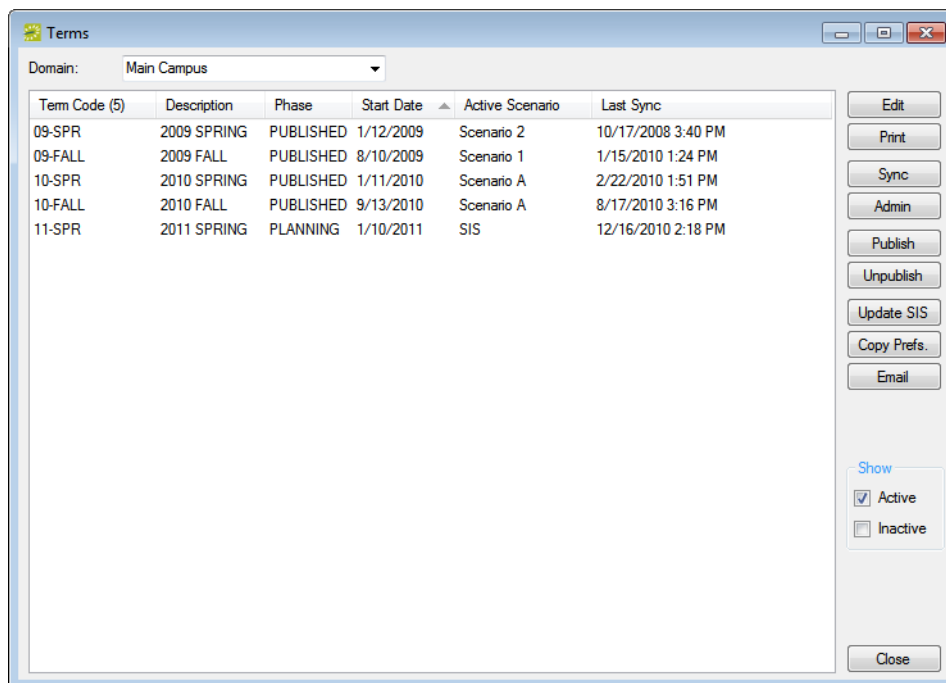 Terms
Domain: Main Campus
Term Code (5) Description Phase Start Date Active Scenario Last Sync
09-SPR 2009 SPRING PUBLISHED 1/12/2009 Scenario 2 10/17/2008 3:40 PM
09-FALL 2009 FALL PUBLISHED 8/10/2009 Scenario 1 1/15/2010 1:24 PM
10-SPR 2010 SPRING PUBLISHED 1/11/2010 Scenario A 2/22/2010 1:51 PM
10-FALL 2010 FALL PUBLISHED 9/13/2010 Scenario A 8/17/2010 3:16 PM
11-SPR 2011 SPRING PLANNING 1/10/2011 SIS 12/16/2010 2:18 PM
Edit
Print
Sync
Admin
Publish
Unpublish
Update SIS
Copy Prefs.
Email
Show
Active
Inactive
Close